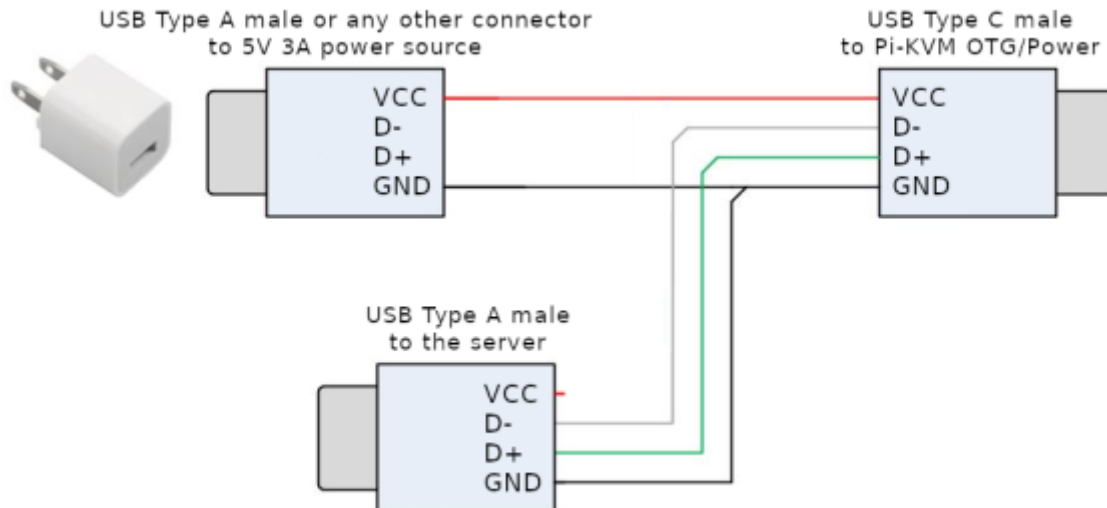 USB Type A male or any other connector
to 5V 3A power source
USB Type C male
to Pi-KVM OTG/Power
VCC
D-
D+
GND
VCC
D-
D+
GND
USB Type A male
to the server
VCC
D-
D+
GND